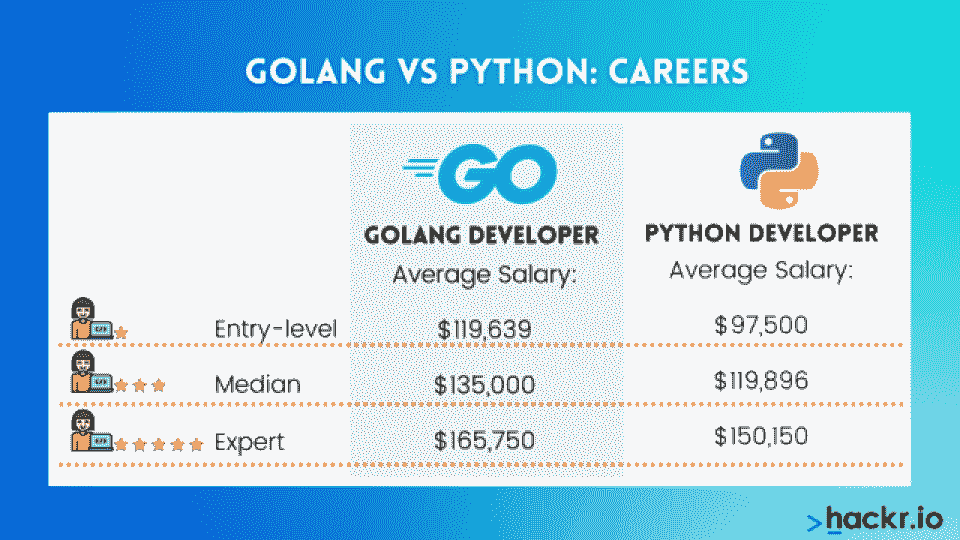 GOLANG VS PYTHON: CAREERS
GO
GOLANG DEVELOPER
PYTHON DEVELOPER
Average Salary:
Average Salary:
Entry-level $119,639 $97,500
Median $135,000 $119,896
Expert $165,750 $150,150
hackr.io